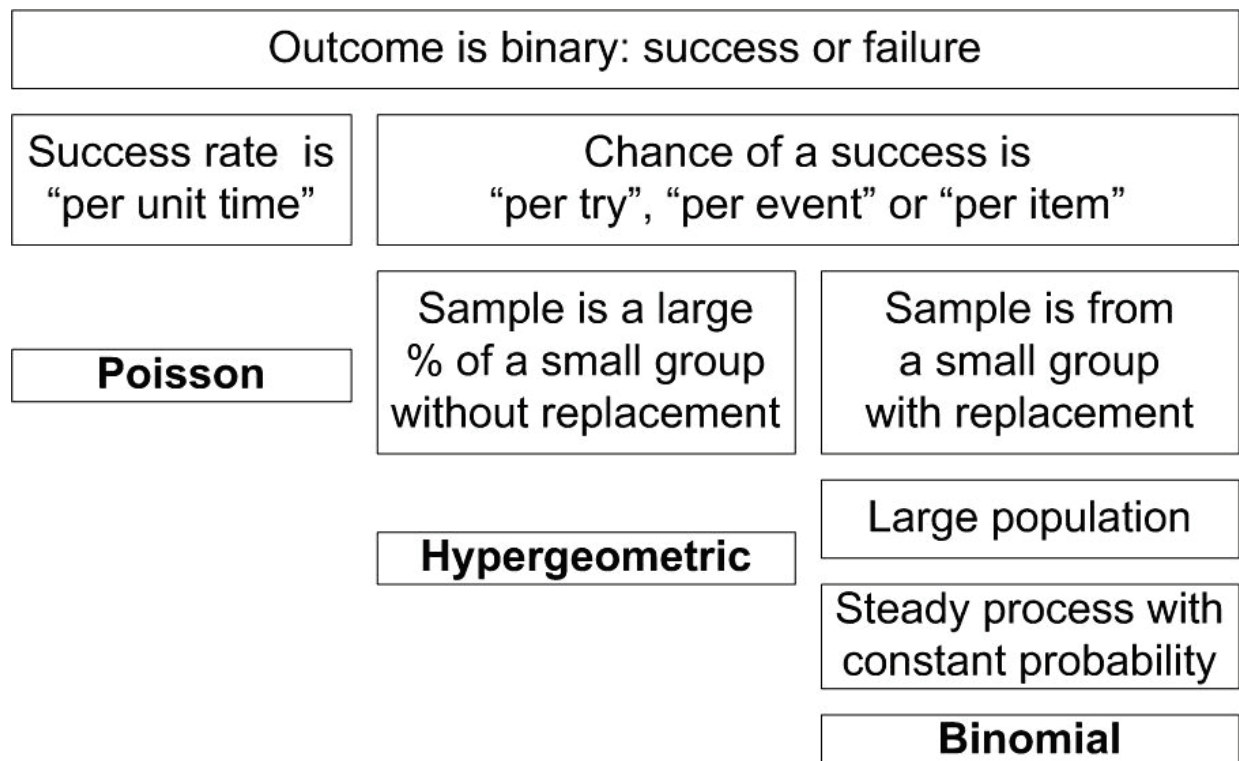 Outcome is binary: success or failure
Success rate is
“per unit time”
Chance of a success is
“per try”, “per event” or “per item”
Poisson
Sample is a large
% of a small group
without replacement
Hypergeometric
Sample is from
a small group
with replacement
Large population
Steady process with
constant probability
Binomial